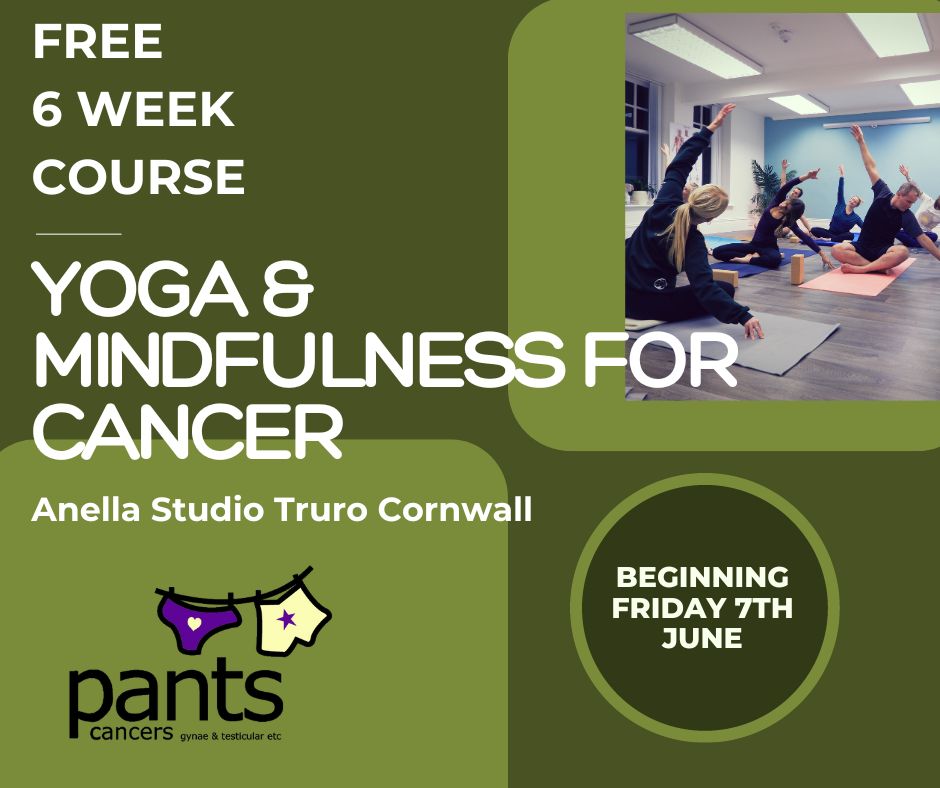 FREE
6 WEEK
COURSE
YOGA &
MINDFULNESS FOR
CANCER
Anella Studio Truro Cornwall
BEGINNING
FRIDAY 7TH
JUNE
pants
cancers gynae & testicular etc